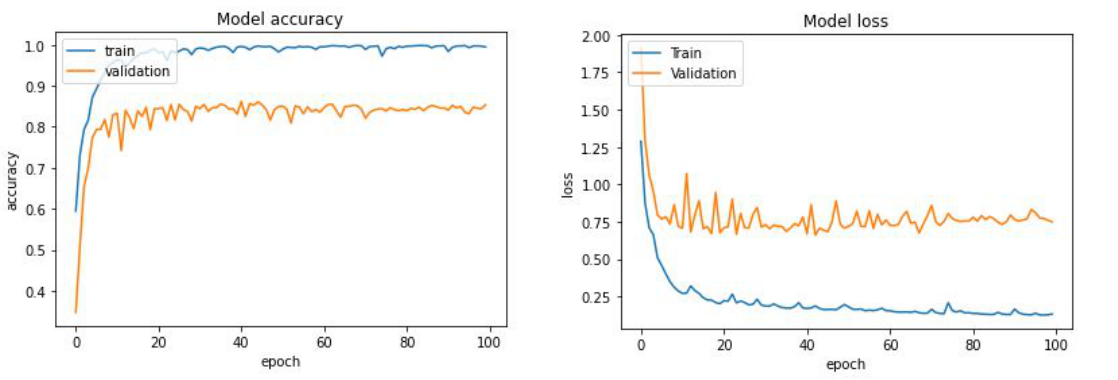 Model accuracy
train
validation
1.0
0.9
0.8
0.7
0.6
0.5
0.4
accuracy
0 20 40 60 80 100
epoch
Model loss
Train
Validation
2.00
1.75
1.50
1.25
1.00
0.75
0.50
0.25
loss
0 20 40 60 80 100
epoch